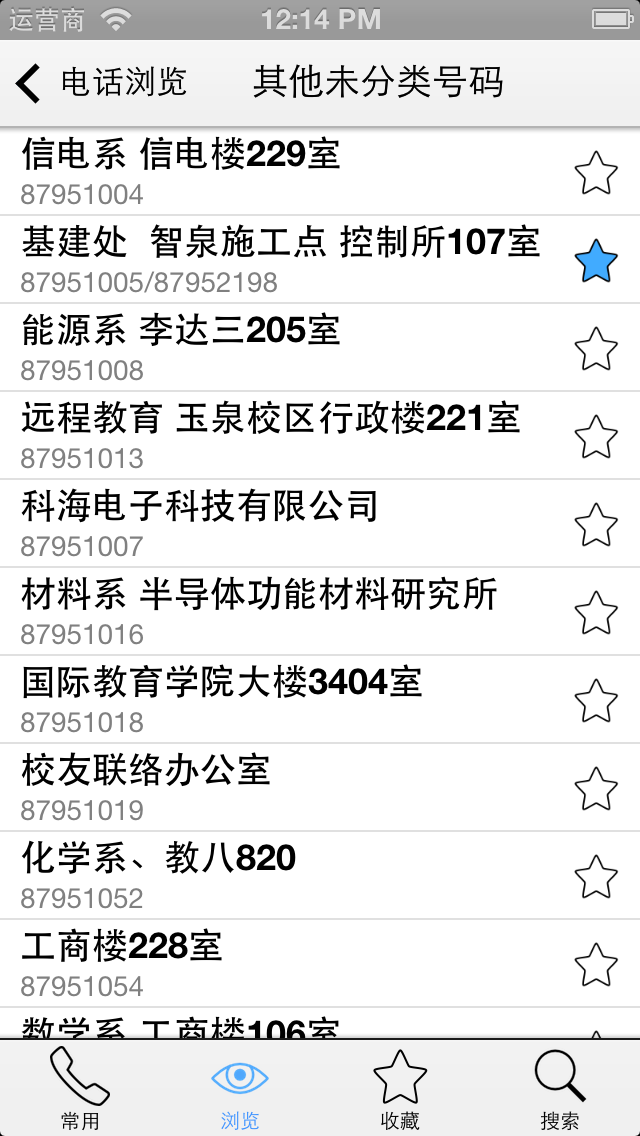 运营商 12:14 PM
电话浏览 其他未分类号码
信电系 信电楼229室
87951004
基建处 智泉施工点 控制所107室
87951005/87952198
能源系 李达三205室
87951008
远程教育 玉泉校区行政楼221室
87951013
科海电子科技有限公司
87951007
材料系 半导体功能材料研究所
87951016
国际教育学院大楼3404室
87951018
校友联络办公室
87951019
化学系、教八820
87951052
工商楼228室
87951054
数学系 工商楼106室
常用 浏览 收藏 搜索